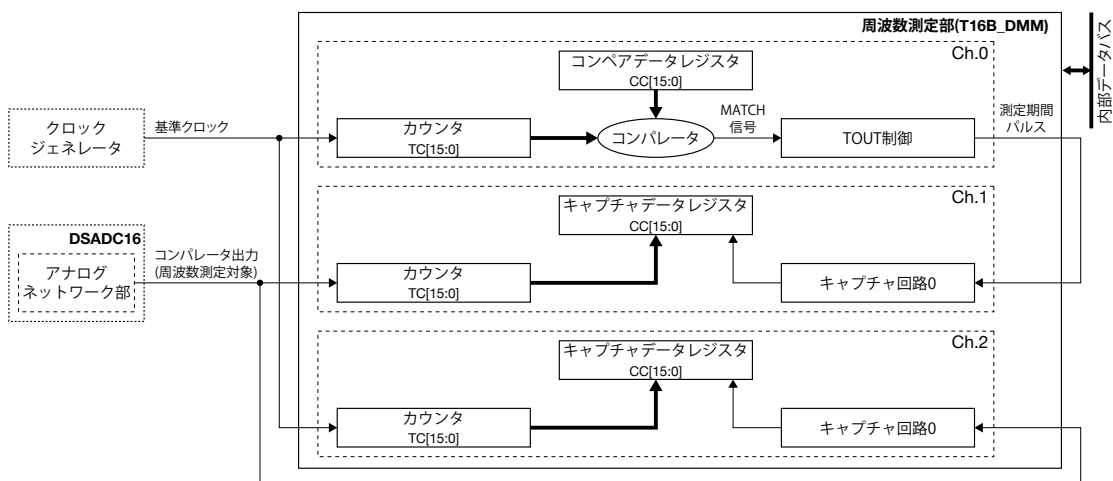 周波数測定部(T16B_DMM)
内部データバス
Ch.0
コンペアデータレジスタ
CC[15:0]
クロック
ジェネレータ
基準クロック
カウンタ
TC[15:0]
コンパレータ
MATCH
信号
TOUT制御
測定期間
パルス
Ch.1
キャプチャデータレジスタ
CC[15:0]
DSADC16
アナログ
ネットワーク部
コンパレータ出力
(周波数測定対象)
カウンタ
TC[15:0]
キャプチャ回路0
Ch.2
キャプチャデータレジスタ
CC[15:0]
カウンタ
TC[15:0]
キャプチャ回路0